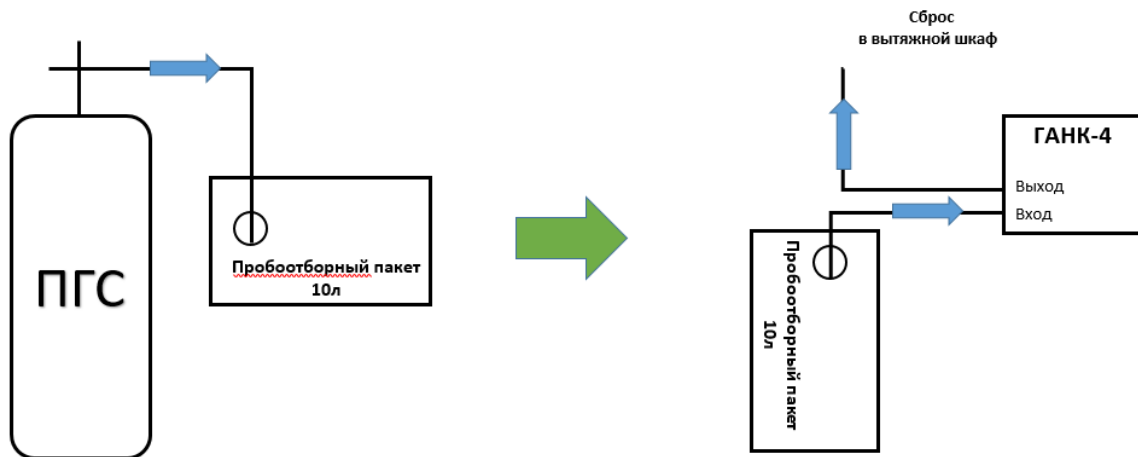 ПГС
Пробоотборный пакет
10л
Сброс
в вытяжной шкаф
ГАНК-4
Выход
Вход
Пробоотборный пакет
10л